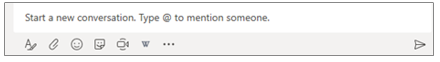 Start a new conversation. Type @ to mention someone.
W